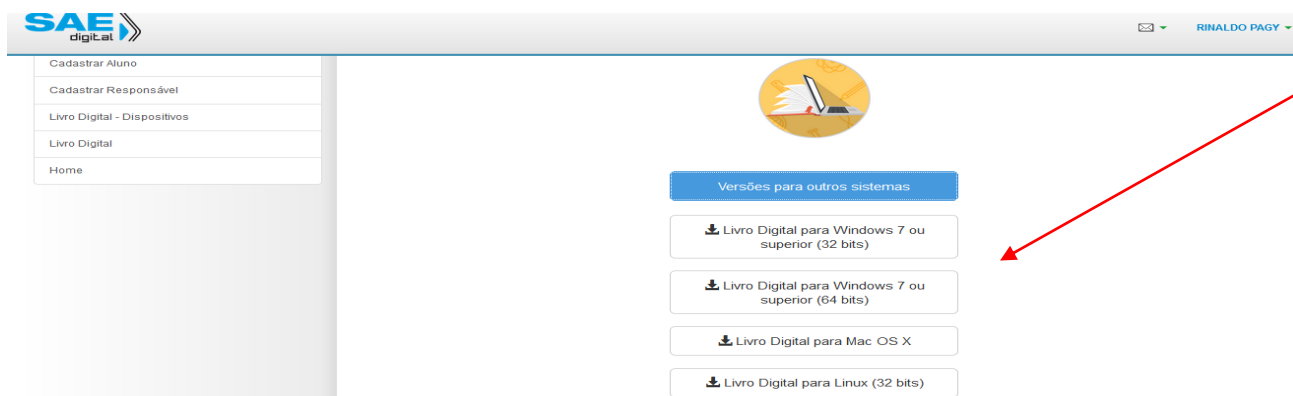 SAE
digital
RINALDO PAGY
Cadastrar Aluno
Cadastrar Responsável
Livro Digital - Dispositivos
Livro Digital
Home
Versões para outros sistemas
Livro Digital para Windows 7 ou
superior (32 bits)
Livro Digital para Windows 7 ou
superior (64 bits)
Livro Digital para Mac OS X
Livro Digital para Linux (32 bits)